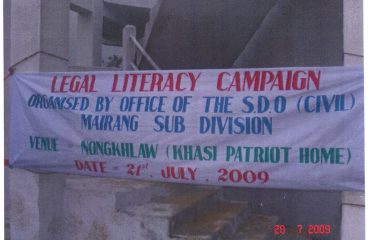 LEGAL LITERACY CAMPAIGN
ORGANISED BY OFFICE OF THE S.D.O (CIVIL)
MAIRANG SUB DIVISION
VENUE - NONGKHLAW (KHASI PATRIOT HOME)
DATE - 21st, JULY, 2009
20 7 2009